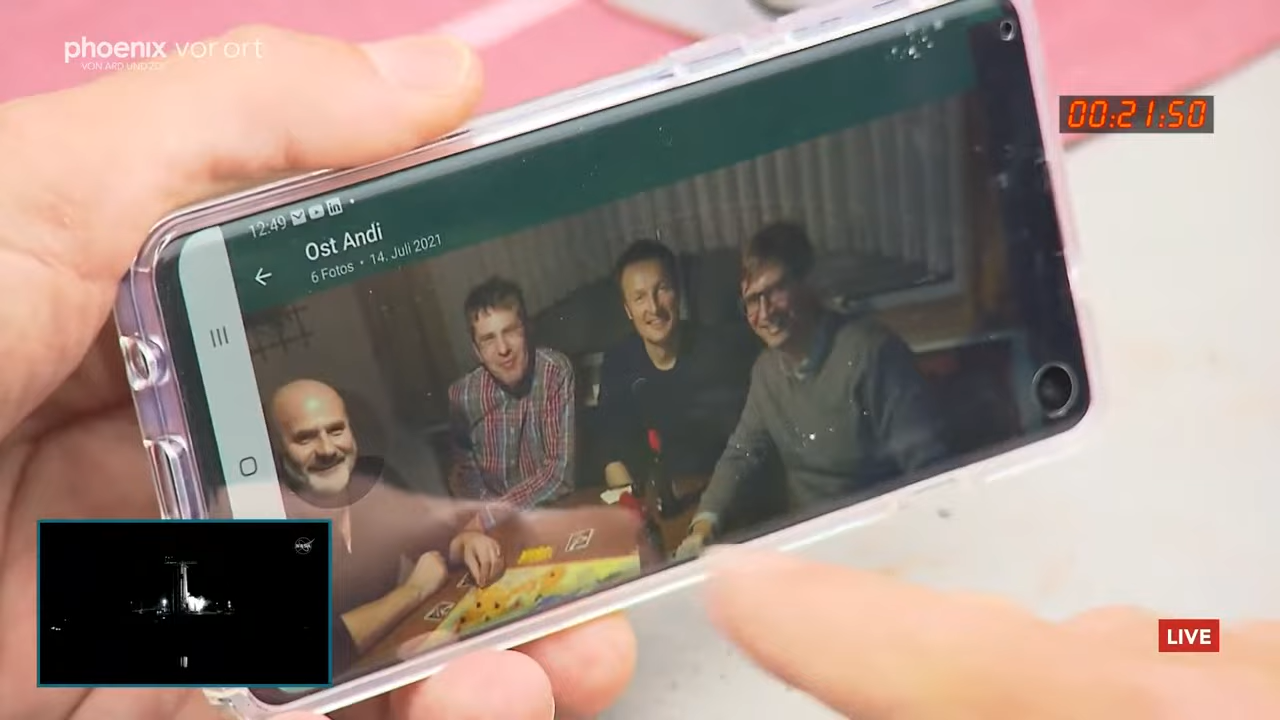 phoenix vor ort
VON ARD UND ZDF
00:21:50
12:49
Ost Andi
6 Fotos • 14. Juli 2021
NASA
LIVE